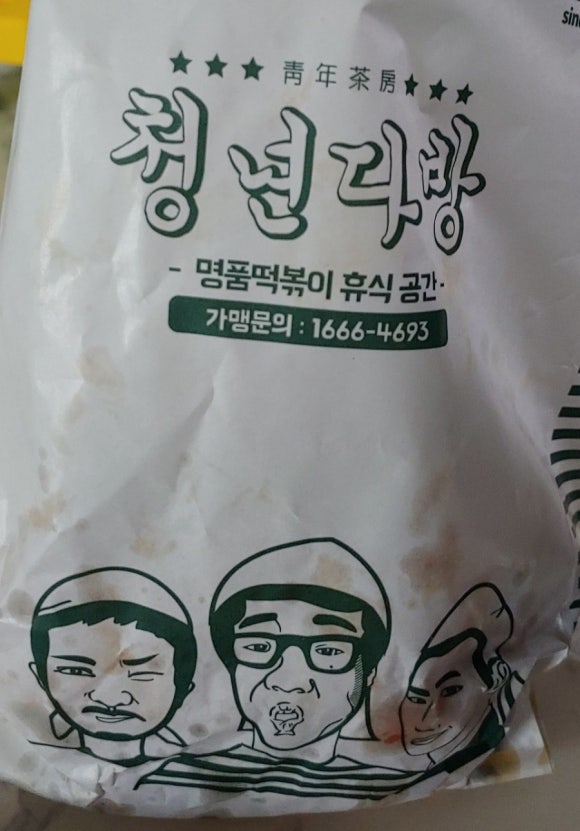 sin
★★★ 靑年茶房 ★★★
청년다방
- 명품떡볶이 휴식 공간 -
가맹문의 : 1666-4693